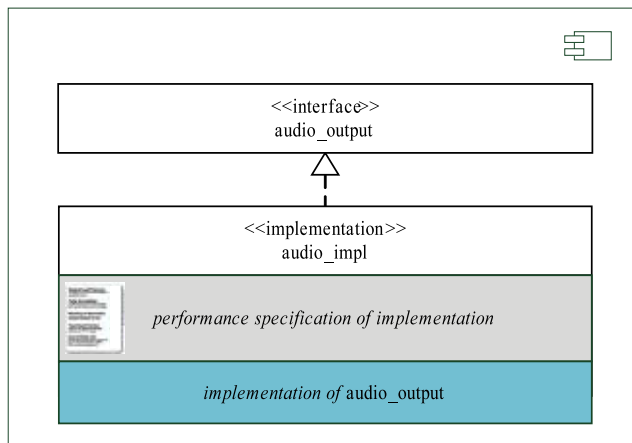 <<interface>>
audio_output
<<implementation>>
audio_impl
performance specification of implementation
implementation of audio_output